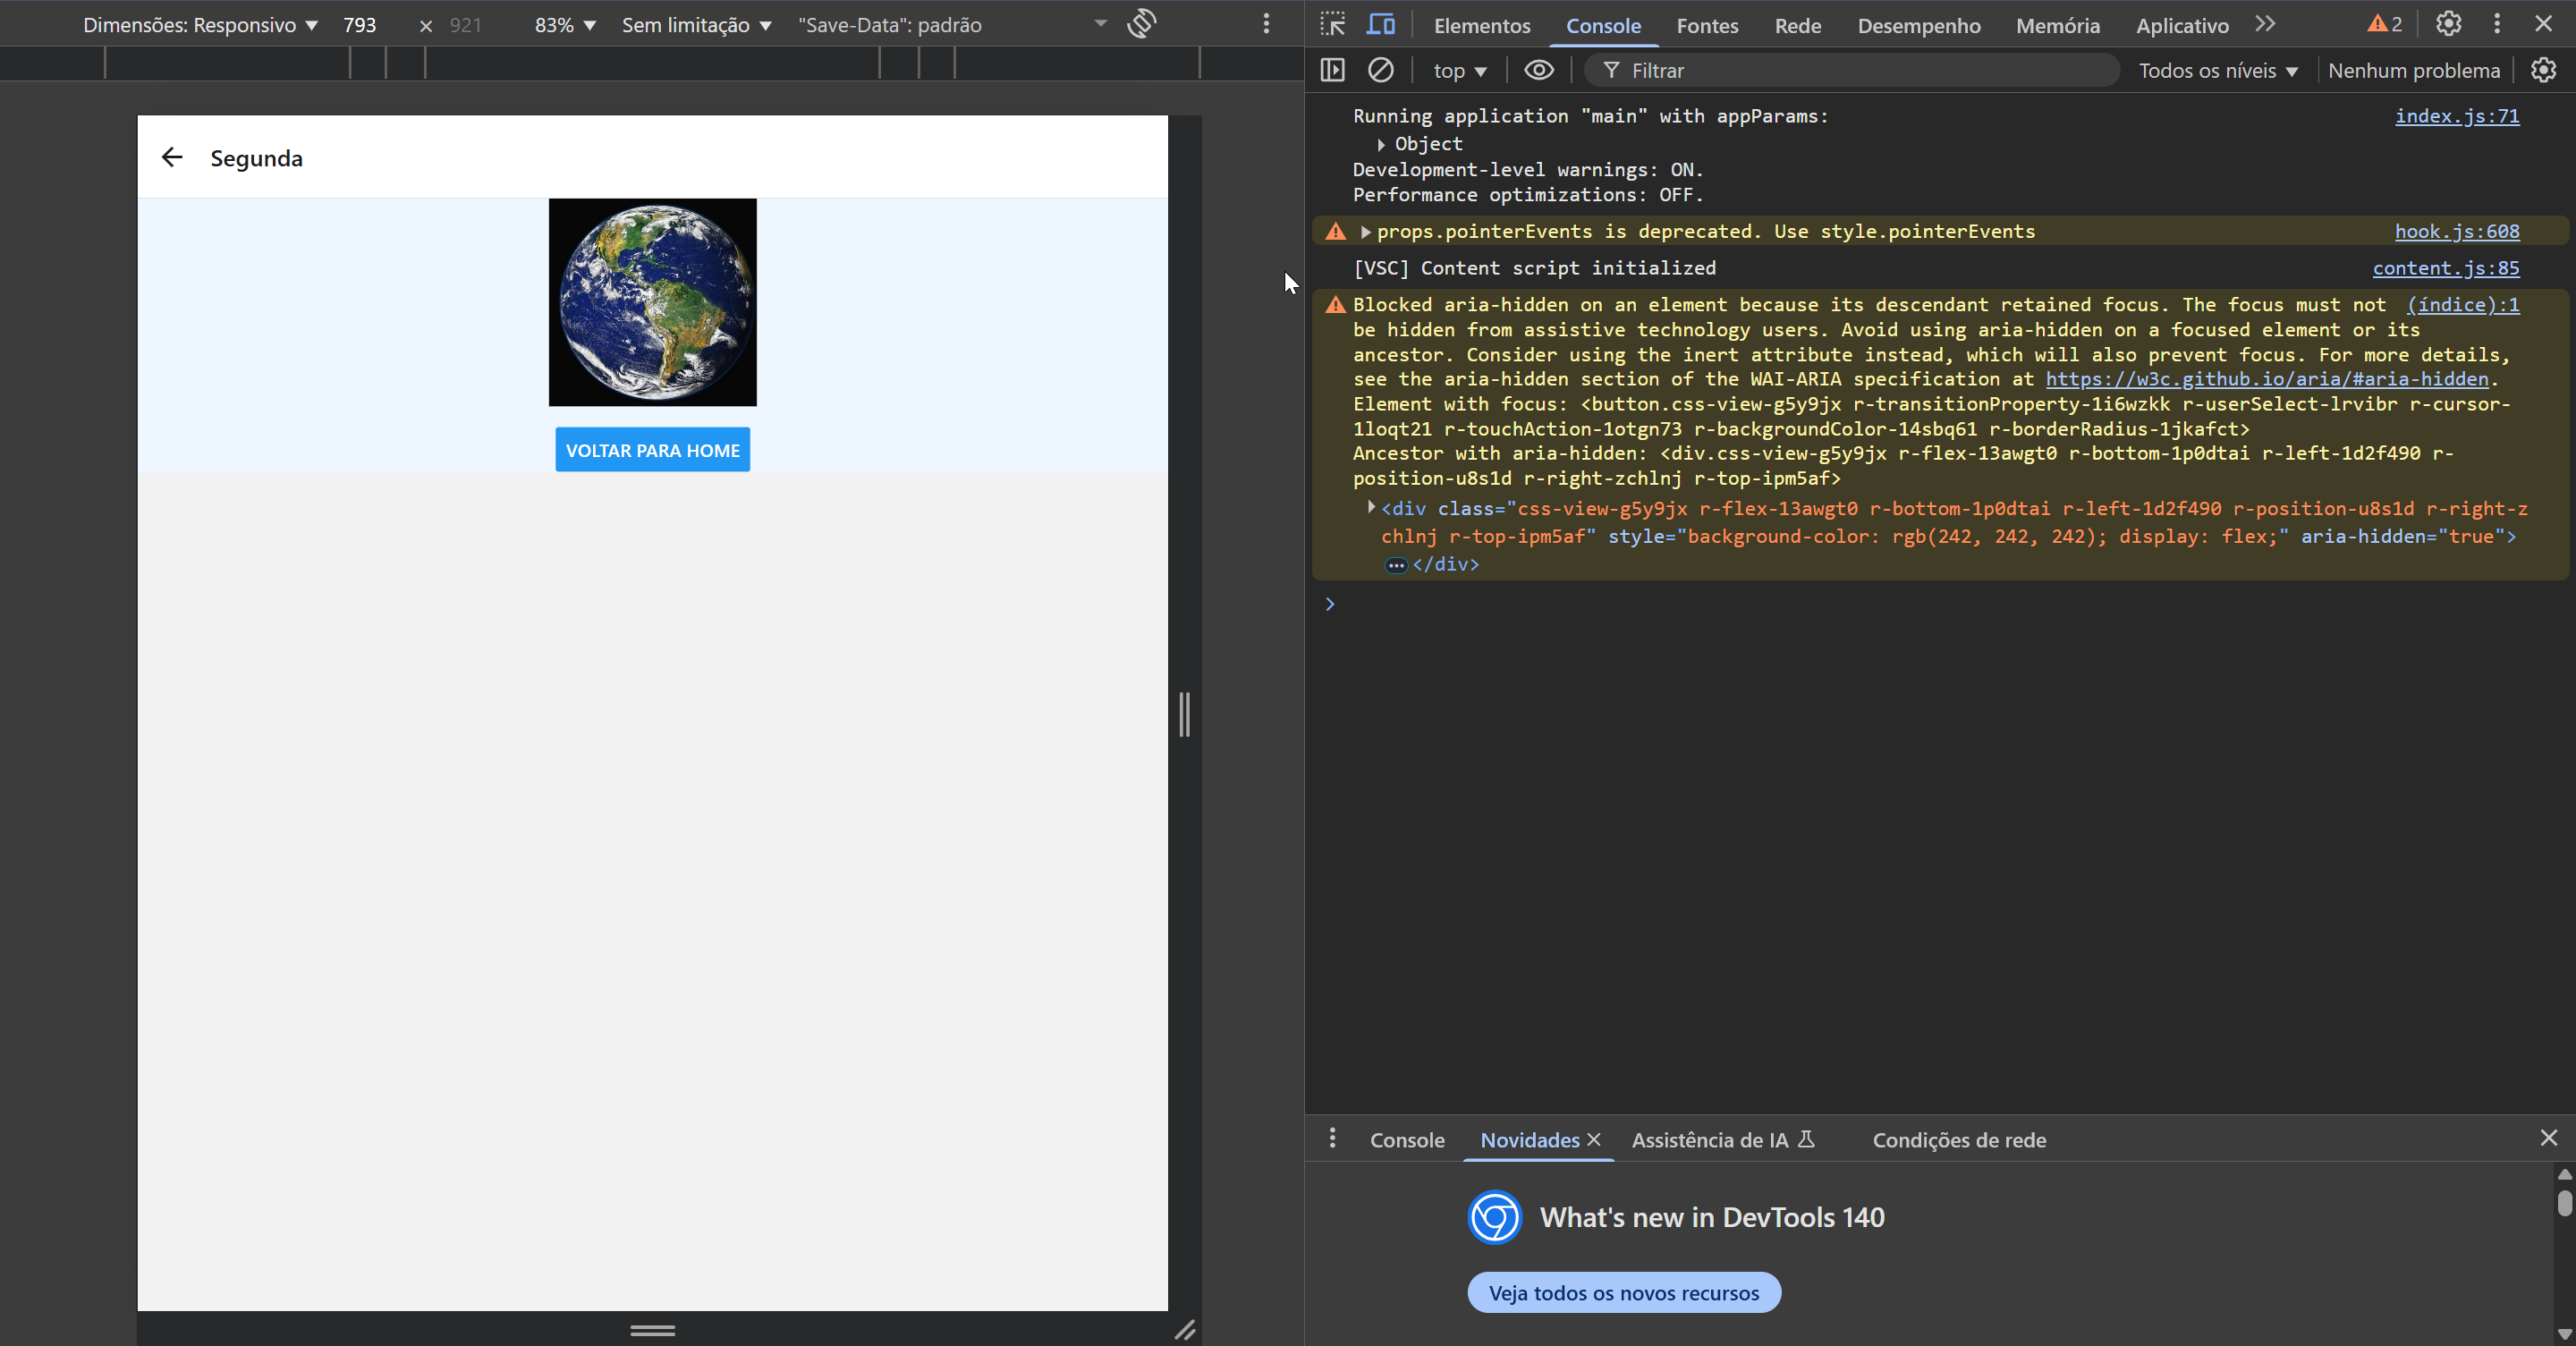 Dimensões: Responsivo ▼ 793 × 921 83% ▼ Sem limitação ▼ "Save-Data": padrão
Segunda
VOLTAR PARA HOME
Elementos Console Fontes Rede Desempenho Memória Aplicativo 2
top ▼ Filtrar Todos os níveis ▼ Nenhum problema
Running application "main" with appParams: index.js:71
Object
Development-level warnings: ON.
Performance optimizations: OFF.
props.pointerEvents is deprecated. Use style.pointerEvents hook.js:608
[VSC] Content script initialized content.js:85
Blocked aria-hidden on an element because its descendant retained focus. The focus must not (índice):1
be hidden from assistive technology users. Avoid using aria-hidden on a focused element or its
ancestor. Consider using the inert attribute instead, which will also prevent focus. For more details,
see the aria-hidden section of the WAI-ARIA specification at https://w3c.github.io/aria/#aria-hidden.
Element with focus: <button.css-view-g5y9jx r-transitionProperty-1i6wzkk r-userSelect-lrvibr r-cursor-
1loqt21 r-touchAction-1otgn73 r-backgroundColor-14sbq61 r-borderRadius-1jkafct>
Ancestor with aria-hidden: <div.css-view-g5y9jx r-flex-13awgt0 r-bottom-1p0dtai r-left-1d2f490 r-
position-u8s1d r-right-zchlnj r-top-ipm5af>
<div class="css-view-g5y9jx r-flex-13awgt0 r-bottom-1p0dtai r-left-1d2f490 r-position-u8s1d r-right-z
chlnj r-top-ipm5af" style="background-color: rgb(242, 242, 242); display: flex;" aria-hidden="true">
</div>
Console Novidades Assistência de IA Condições de rede
What's new in DevTools 140
Veja todos os novos recursos